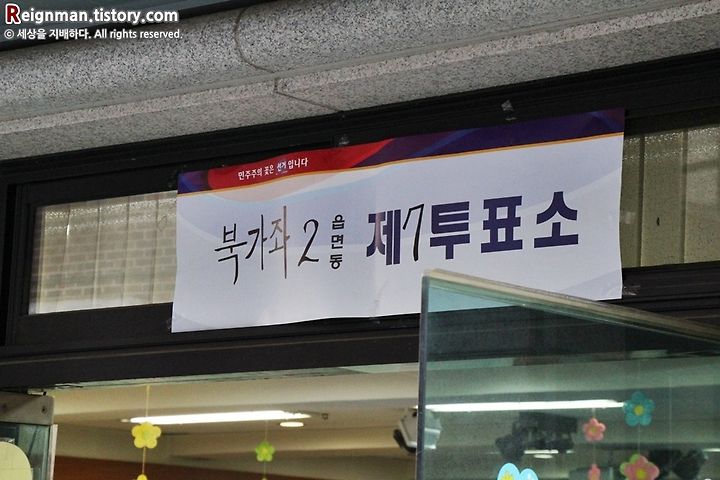 Reignman.tistory.com
© 세상을 지배하다. All rights reserved.
민주주의 꽃은 선거입니다
북가좌2 읍면동 제7투표소